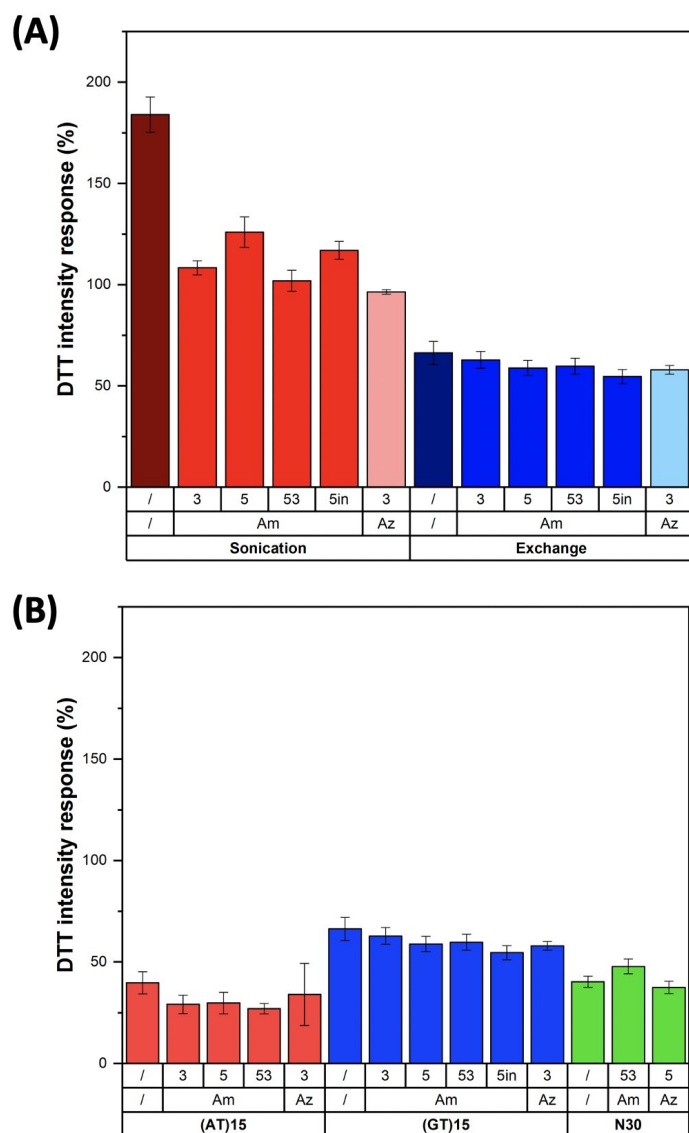 (A)
DTT intensity response (%)
200
150
100
50
0
/ 3 5 53 5in 3 / 3 5 53 5in 3
/ Am Az / Am Az
Sonication Exchange
(B)
DTT intensity response (%)
200
150
100
50
0
/ 3 5 53 3 / 3 5 53 5in 3 / 53 5
/ Am Az / Am Az / Am Az
(AT)15 (GT)15 N30